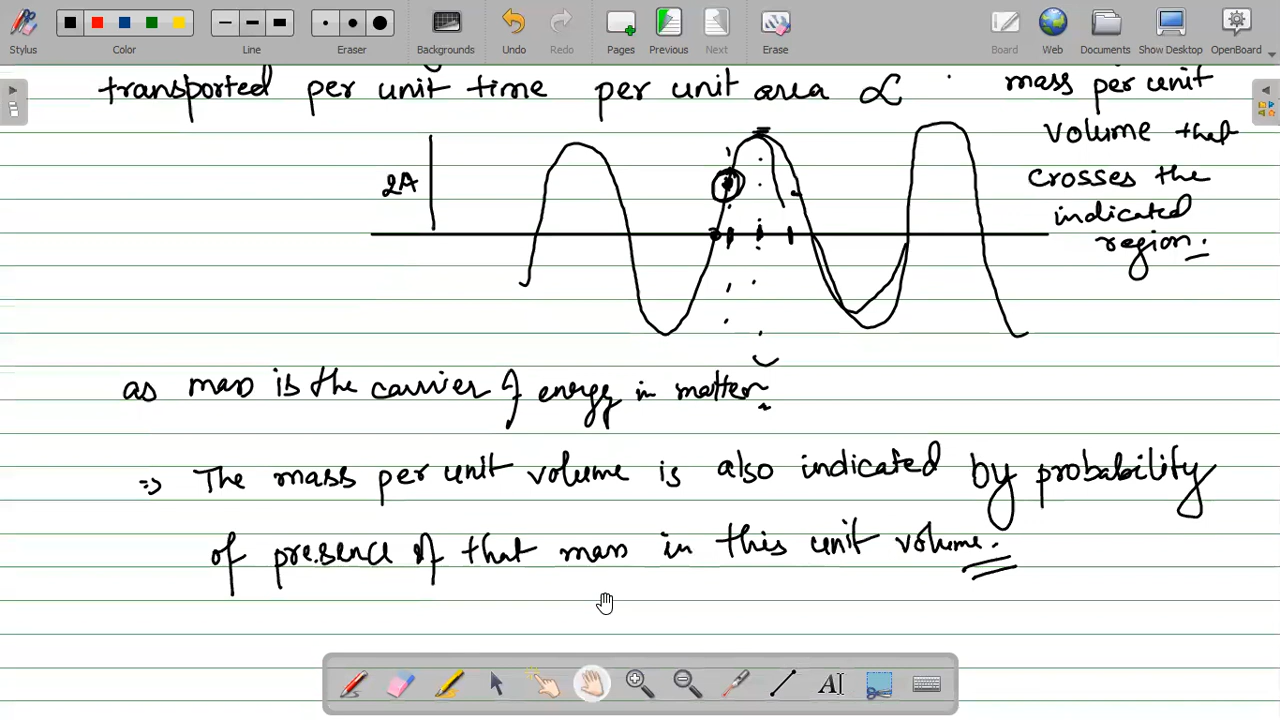 Stylus Color Line Eraser Backgrounds Undo Redo Pages Previous Next Erase Board Web Documents Show Desktop OpenBoard
transported per unit time per unit area ∝ mass per unit
volume that
crosses the
indicated
region.
2A
as mass is the carrier of energy in matter
⇒ The mass per unit volume is also indicated by probability
of presence of that mass in this unit volume.
AI